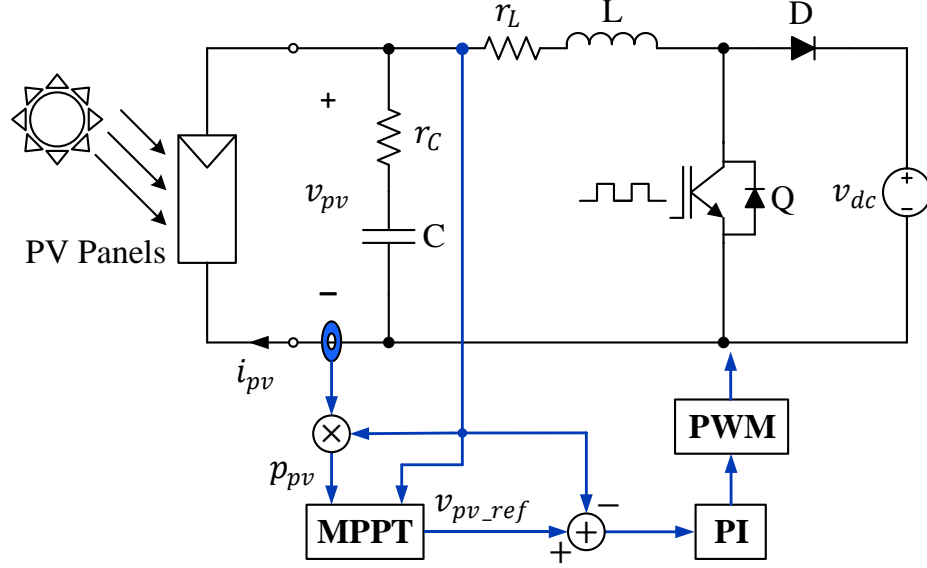 r_L
L
D
+
r_C
v_pv
C
Q
v_dc
+
−
PV Panels
−
i_pv
PWM
×
p_pv
v_pv_ref
−
MPPT
+
+
PI